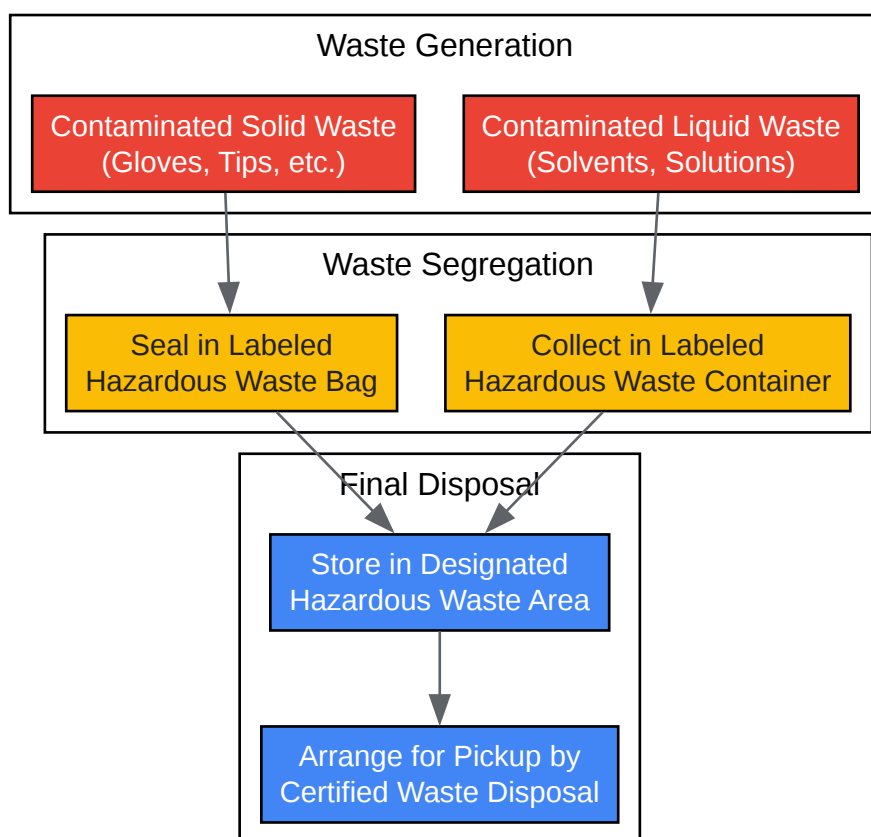 Waste Generation
Contaminated Solid Waste
(Gloves, Tips, etc.)
Contaminated Liquid Waste
(Solvents, Solutions)
Waste Segregation
Seal in Labeled
Hazardous Waste Bag
Collect in Labeled
Hazardous Waste Container
Final Disposal
Store in Designated
Hazardous Waste Area
Arrange for Pickup by
Certified Waste Disposal